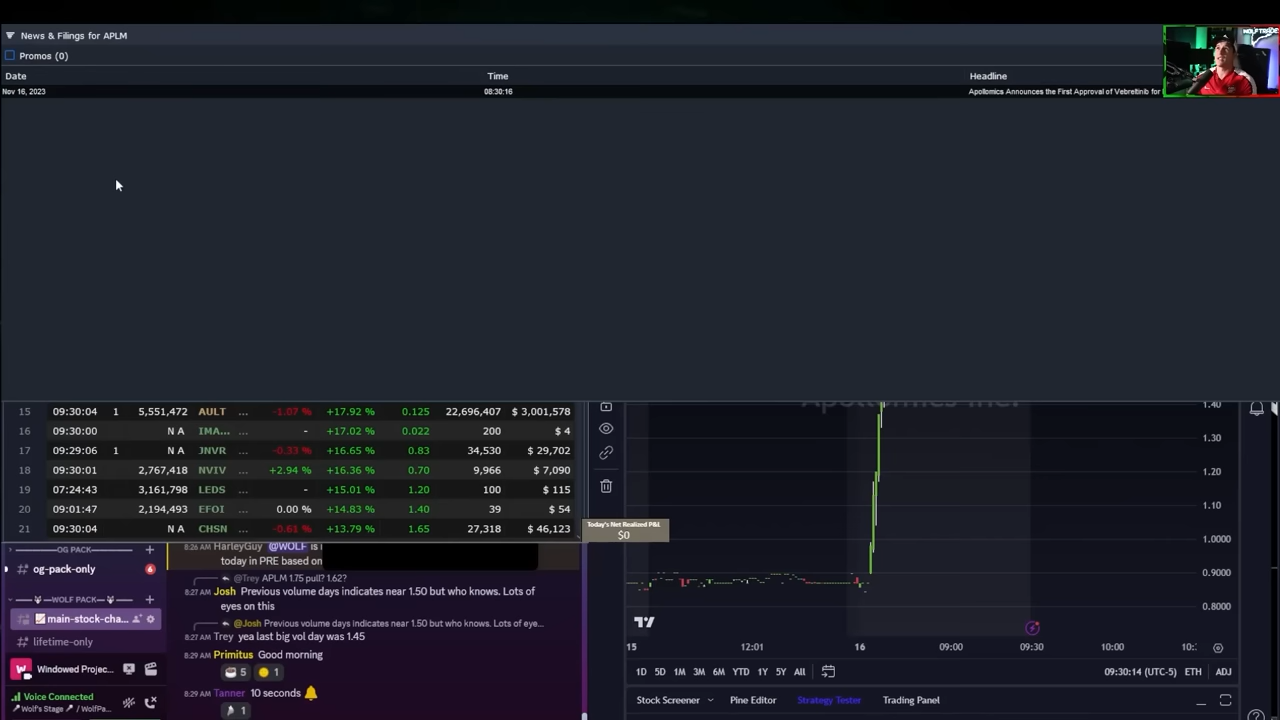 News & Filings for APLM
WOLF TRADE
Promos (0)
Date Time Headline
Nov 16, 2023 08:30:16 Apollomics Announces the First Approval of Vebreltinib for
15 09:30:04 1 5,551,472 AULT ... -1.07 % +17.92 % 0.125 22,696,407 $ 3,001,578
16 09:30:00 N A IMA... - +17.02 % 0.022 200 $ 4
17 09:29:06 1 N A JNVR ... -0.33 % +16.65 % 0.83 34,530 $ 29,702
18 09:30:01 2,767,418 NVIV ... +2.94 % +16.36 % 0.70 9,966 $ 7,090
19 07:24:43 3,161,798 LEDS ... - +15.01 % 1.20 100 $ 115
20 09:01:47 2,194,493 EFOI ... 0.00 % +14.83 % 1.40 39 $ 54
21 09:30:04 N A CHSN ... -0.61 % +13.79 % 1.65 27,318 $ 46,123
Today's Net Realized P&L
$0
Apollomics Inc.
1.40
1.30
1.20
1.10
1.0000
0.9000
0.8000
15 12:01 16 09:00 09:30 10:00 10:
1D 5D 1M 3M 6M YTD 1Y 5Y All 09:30:14 (UTC-5) ETH ADJ
Stock Screener Pine Editor Strategy Tester Trading Panel
OG PACK
og-pack-only 6
WOLF PACK
main-stock-cha...
lifetime-only
Windowed Projec...
Voice Connected
Wolf's Stage / WolfPa...
8:26 AM HarleyGuy @WOLF is
today in PRE based on
@Trey APLM 1.75 pull? 1.62?
8:27 AM Josh Previous volume days indicates near 1.50 but who knows. Lots of
eyes on this
@Josh Previous volume days indicates near 1.50 but who knows. Lots of eyes on t...
8:27 AM Trey yea last big vol day was 1.45
8:29 AM Primitus Good morning
5 1
8:29 AM Tanner 10 seconds
1